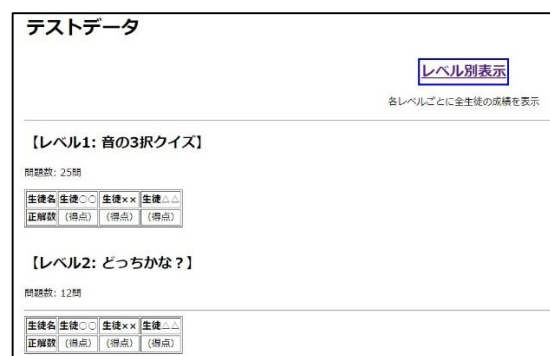 テストデータ
レベル別表示
各レベルごとに全生徒の成績を表示
【レベル1: 音の3択クイズ】
問題数: 25問
生徒名 生徒○○ 生徒×× 生徒△△
正解数 (得点) (得点) (得点)
【レベル2: どっちかな？】
問題数: 12問
生徒名 生徒○○ 生徒×× 生徒△△
正解数 (得点) (得点) (得点)